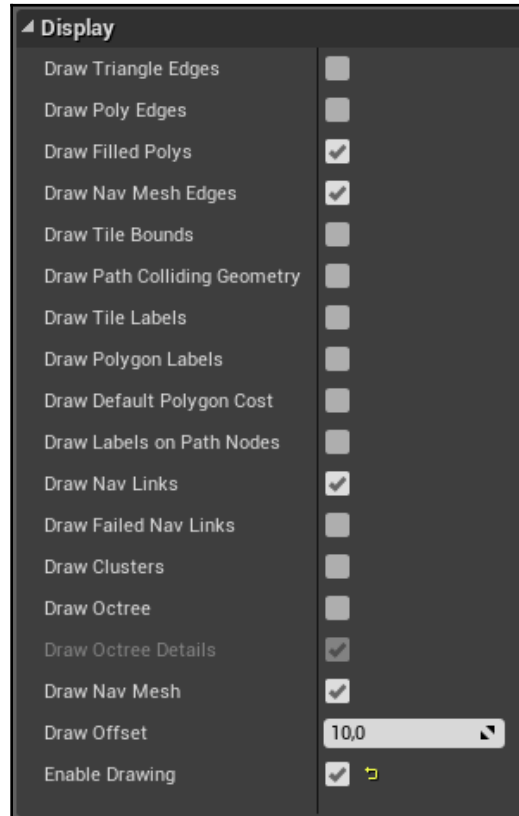 Display
Draw Triangle Edges
Draw Poly Edges
Draw Filled Polys
Draw Nav Mesh Edges
Draw Tile Bounds
Draw Path Colliding Geometry
Draw Tile Labels
Draw Polygon Labels
Draw Default Polygon Cost
Draw Labels on Path Nodes
Draw Nav Links
Draw Failed Nav Links
Draw Clusters
Draw Octree
Draw Octree Details
Draw Nav Mesh
Draw Offset 10,0
Enable Drawing